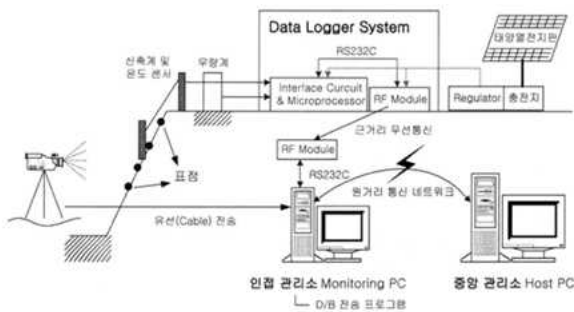 Data Logger System
태양열전지판
신축계 및
온도 센서
우량계
RS232C
Interface Curcuit
& Microprocessor
RF Module
Regulator
충전지
근거리 무선통신
RF Module
표점
RS232C
원거리 통신 네트워크
유선(Cable) 전송
인접 관리소 Monitoring PC
중앙 관리소 Host PC
D/B 전송 프로그램